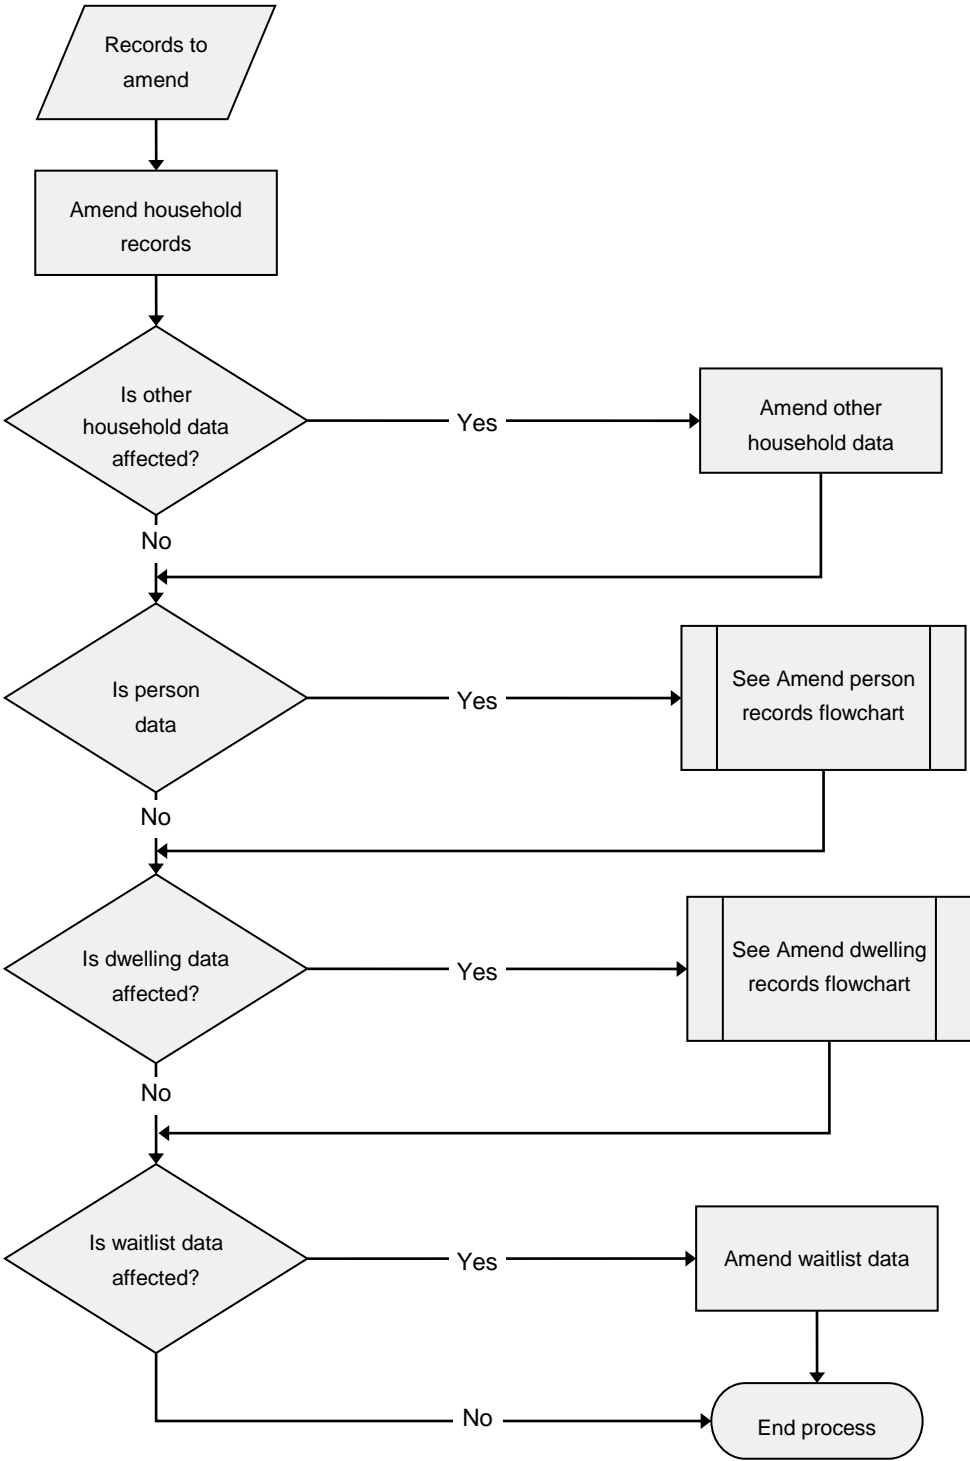 Records to
amend
Amend household
records
Is other
household data
affected?
Yes
Amend other
household data
No
Is person
data
Yes
See Amend person
records flowchart
No
Is dwelling data
affected?
Yes
See Amend dwelling
records flowchart
No
Is waitlist data
affected?
Yes
Amend waitlist data
No
End process